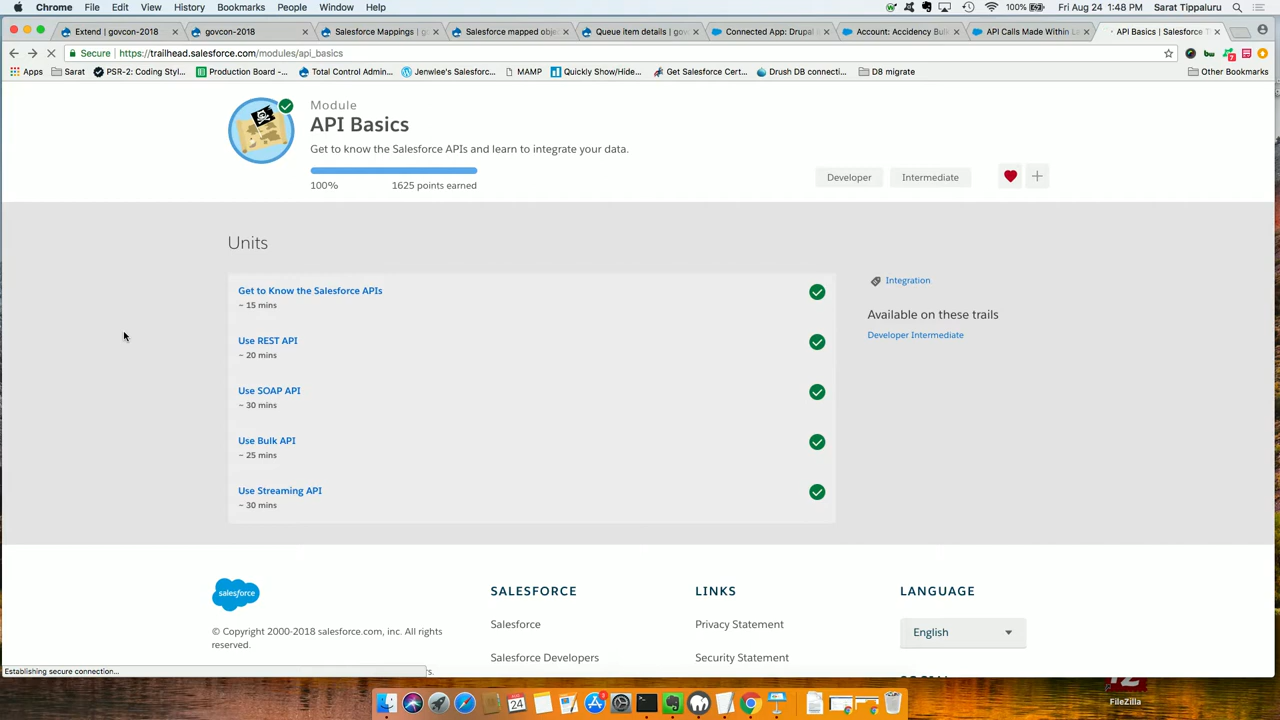 Chrome File Edit View History Bookmarks People Window Help 100% Fri Aug 24 1:48 PM Sarat Tippaluru
Extend | govcon-2018 govcon-2018 Salesforce Mappings | g Salesforce mapped obj Queue item details | gov Connected App: Drupal Account: Accidency Bul API Calls Made Within La API Basics | Salesforce T
Secure https://trailhead.salesforce.com/modules/api_basics
Apps Sarat PSR-2: Coding Styl... Production Board -... Total Control Admin... Jenwlee's Salesforc... MAMP Quickly Show/Hide... Get Salesforce Cert... Drush DB connecti... D8 migrate Other Bookmarks
Module
API Basics
Get to know the Salesforce APIs and learn to integrate your data.
100% 1625 points earned
Developer Intermediate
Units
Get to Know the Salesforce APIs
~ 15 mins
Use REST API
~ 20 mins
Use SOAP API
~ 30 mins
Use Bulk API
~ 25 mins
Use Streaming API
~ 30 mins
Integration
Available on these trails
Developer Intermediate
salesforce
© Copyright 2000-2018 salesforce.com, inc. All rights
reserved.
SALESFORCE
Salesforce
Salesforce Developers
LINKS
Privacy Statement
Security Statement
LANGUAGE
English
Establishing secure connection...
FileZilla